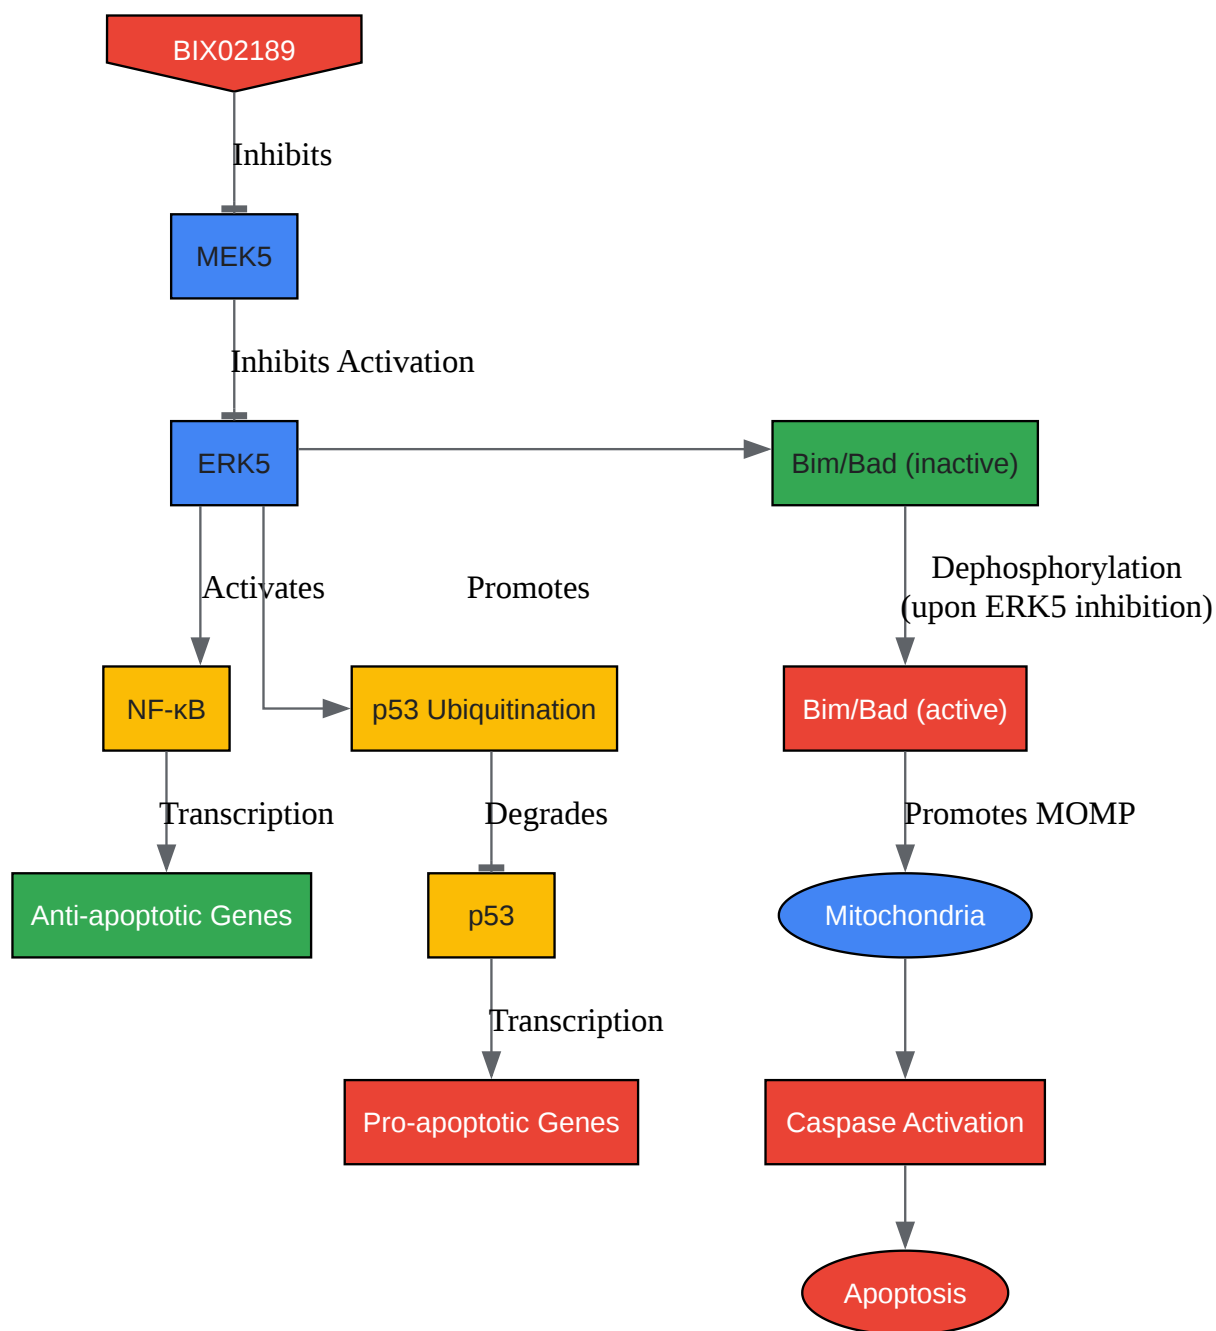 BIX02189
Inhibits
MEK5
Inhibits Activation
ERK5
Bim/Bad (inactive)
Activates
Promotes
Dephosphorylation
(upon ERK5 inhibition)
NF-κB
p53 Ubiquitination
Bim/Bad (active)
Transcription
Degrades
Promotes MOMP
Anti-apoptotic Genes
p53
Mitochondria
Transcription
Pro-apoptotic Genes
Caspase Activation
Apoptosis